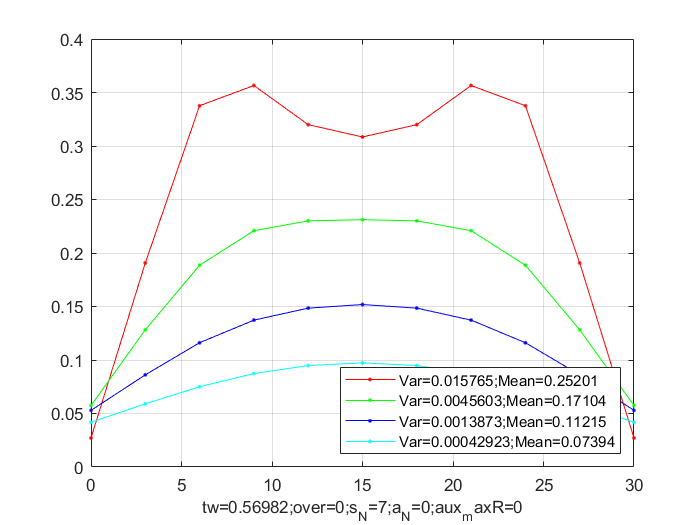 0.4
0.35
0.3
0.25
0.2
0.15
0.1
0.05
0
Var=0.015765;Mean=0.25201
Var=0.0045603;Mean=0.17104
Var=0.0013873;Mean=0.11215
Var=0.00042923;Mean=0.07394
0 5 10 15 20 25 30
tw=0.56982;over=0;s_N=7;a_N=0;aux_maxR=0